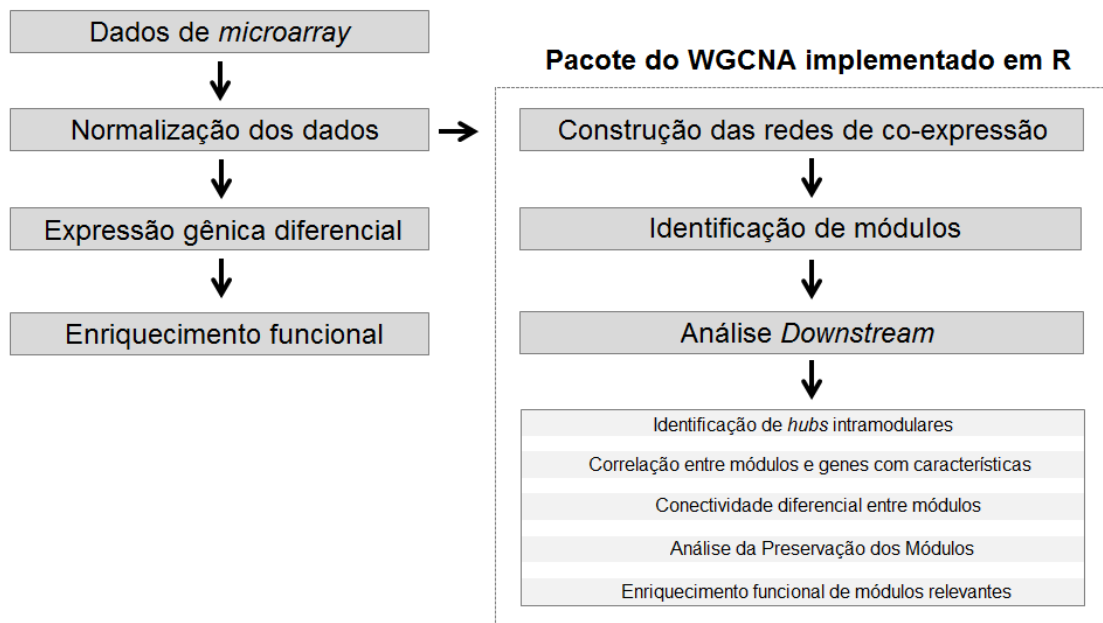 Dados de microarray
Normalização dos dados
Expressão gênica diferencial
Enriquecimento funcional
Pacote do WGCNA implementado em R
Construção das redes de co-expressão
Identificação de módulos
Análise Downstream
Identificação de hubs intramodulares
Correlação entre módulos e genes com características
Conectividade diferencial entre módulos
Análise da Preservação dos Módulos
Enriquecimento funcional de módulos relevantes